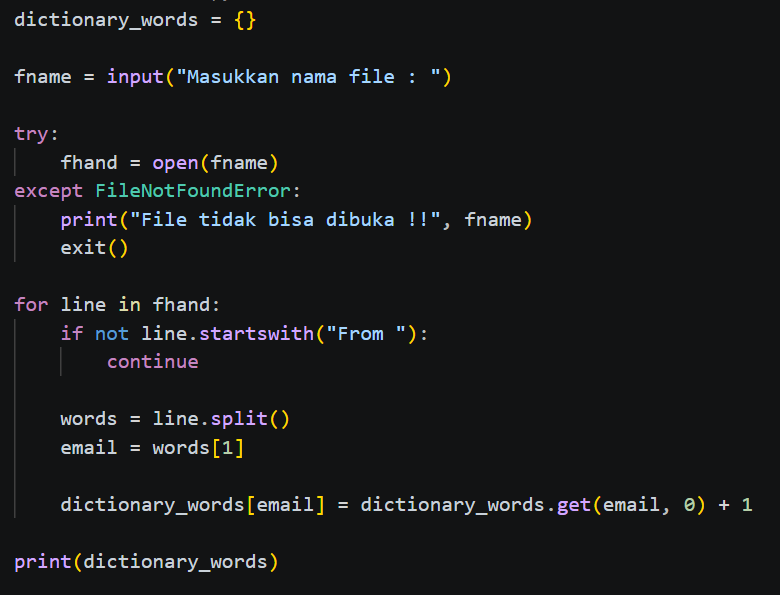 dictionary_words = {}
fname = input("Masukkan nama file : ")
try:
    fhand = open(fname)
except FileNotFoundError:
    print("File tidak bisa dibuka !!", fname)
    exit()
for line in fhand:
    if not line.startswith("From "):
        continue
    words = line.split()
    email = words[1]
    dictionary_words[email] = dictionary_words.get(email, 0) + 1
print(dictionary_words)